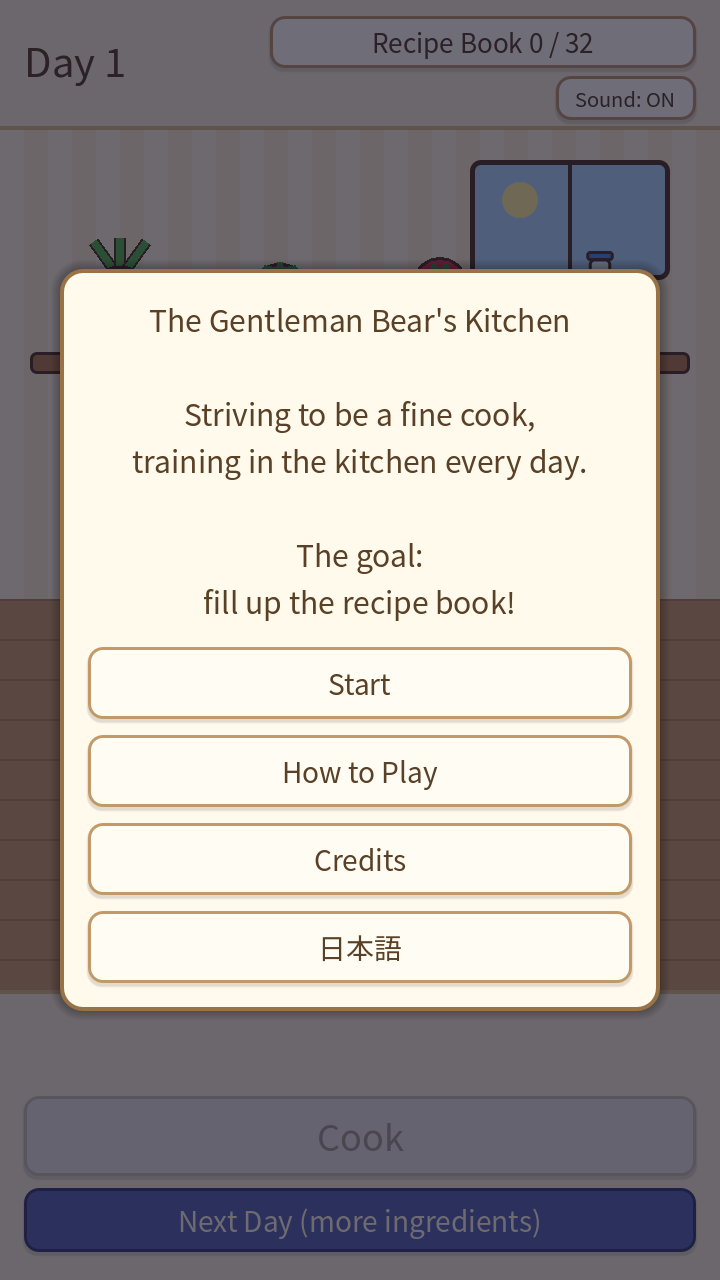 Day 1
Recipe Book 0 / 32
Sound: ON
The Gentleman Bear's Kitchen
Striving to be a fine cook,
training in the kitchen every day.
The goal:
fill up the recipe book!
Start
How to Play
Credits
日本語
Cook
Next Day (more ingredients)